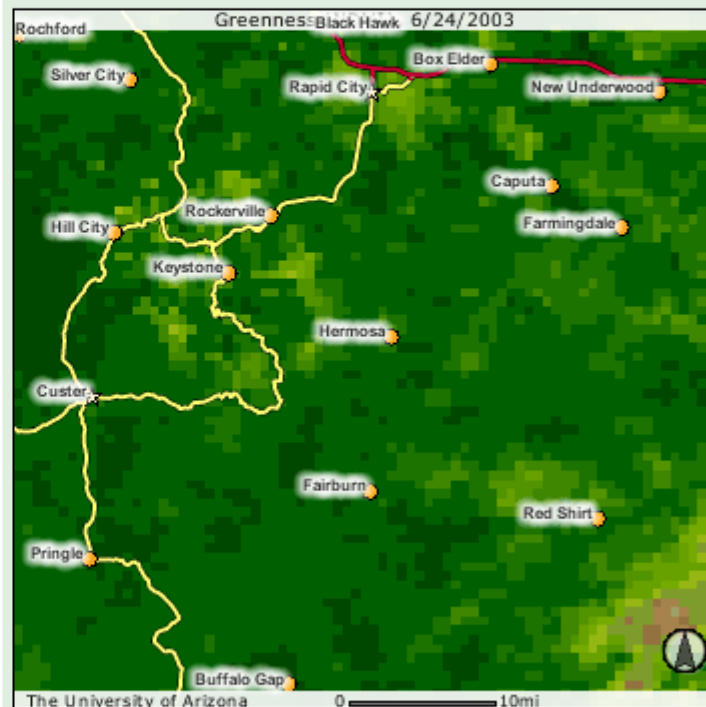 Greenness 6/24/2003
Black Hawk
Rochford
Box Elder
Silver City
Rapid City
New Underwood
Caputa
Rockerville
Farmingdale
Hill City
Keystone
Hermosa
Custer
Fairburn
Red Shirt
Pringle
Buffalo Gap
The University of Arizona 0 10mi